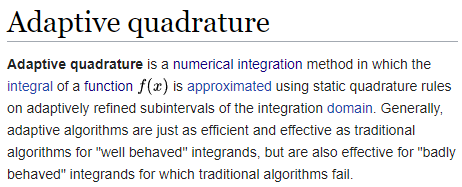 Adaptive quadrature
Adaptive quadrature is a numerical integration method in which the
integral of a function f(x) is approximated using static quadrature rules
on adaptively refined subintervals of the integration domain. Generally,
adaptive algorithms are just as efficient and effective as traditional
algorithms for "well behaved" integrands, but are also effective for "badly
behaved" integrands for which traditional algorithms fail.